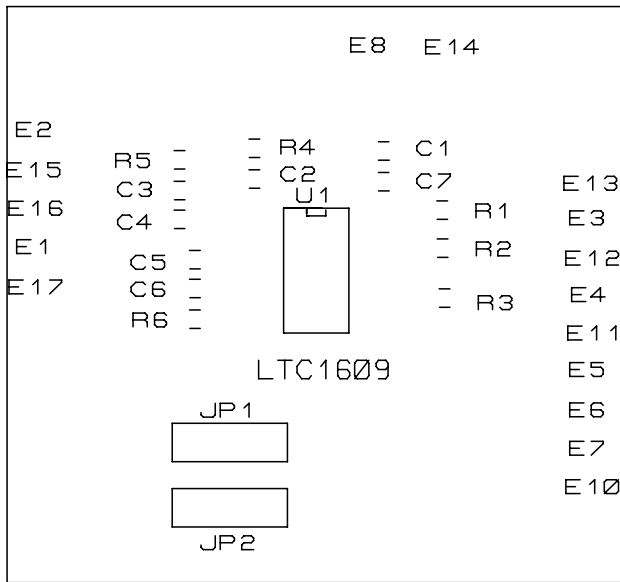 E8 E14
E2
R4 C1
R5
E15
C2 C7
C3 E13
U1
E16 R1
C4 E3
E1 R2
C5 E12
C6
E17 E4
R3
R6
E11
LTC1609
E5
JP1 E6
E7
E10
JP2